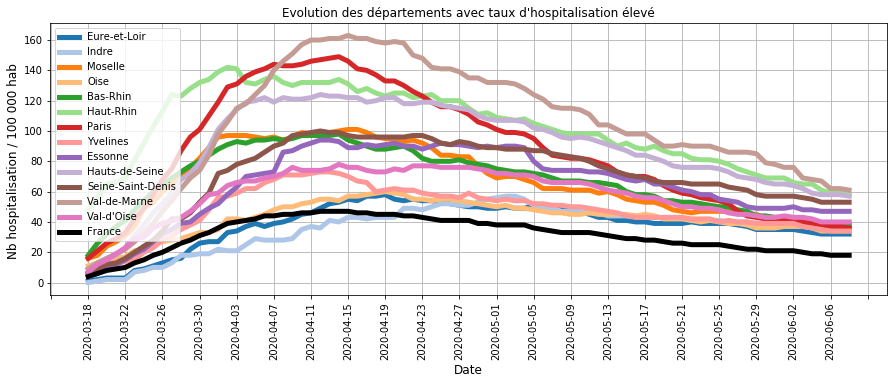 Evolution des départements avec taux d'hospitalisation élevé
Nb hospitalisation / 100 000 hab
160
140
120
100
80
60
40
20
0
Eure-et-Loir
Indre
Moselle
Oise
Bas-Rhin
Haut-Rhin
Paris
Yvelines
Essonne
Hauts-de-Seine
Seine-Saint-Denis
Val-de-Marne
Val-d'Oise
France
2020-03-18
2020-03-22
2020-03-26
2020-03-30
2020-04-03
2020-04-07
2020-04-11
2020-04-15
2020-04-19
2020-04-23
2020-04-27
2020-05-01
2020-05-05
2020-05-09
2020-05-13
2020-05-17
2020-05-21
2020-05-25
2020-05-29
2020-06-02
2020-06-06
Date